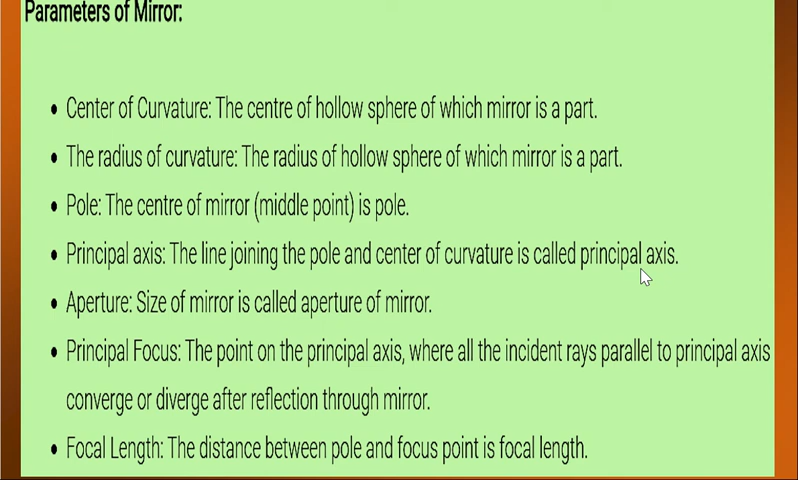 Parameters of Mirror:
• Center of Curvature: The centre of hollow sphere of which mirror is a part.
• The radius of curvature: The radius of hollow sphere of which mirror is a part.
• Pole: The centre of mirror (middle point) is pole.
• Principal axis: The line joining the pole and center of curvature is called principal axis.
• Aperture: Size of mirror is called aperture of mirror.
• Principal Focus: The point on the principal axis, where all the incident rays parallel to principal axis
converge or diverge after reflection through mirror.
• Focal Length: The distance between pole and focus point is focal length.